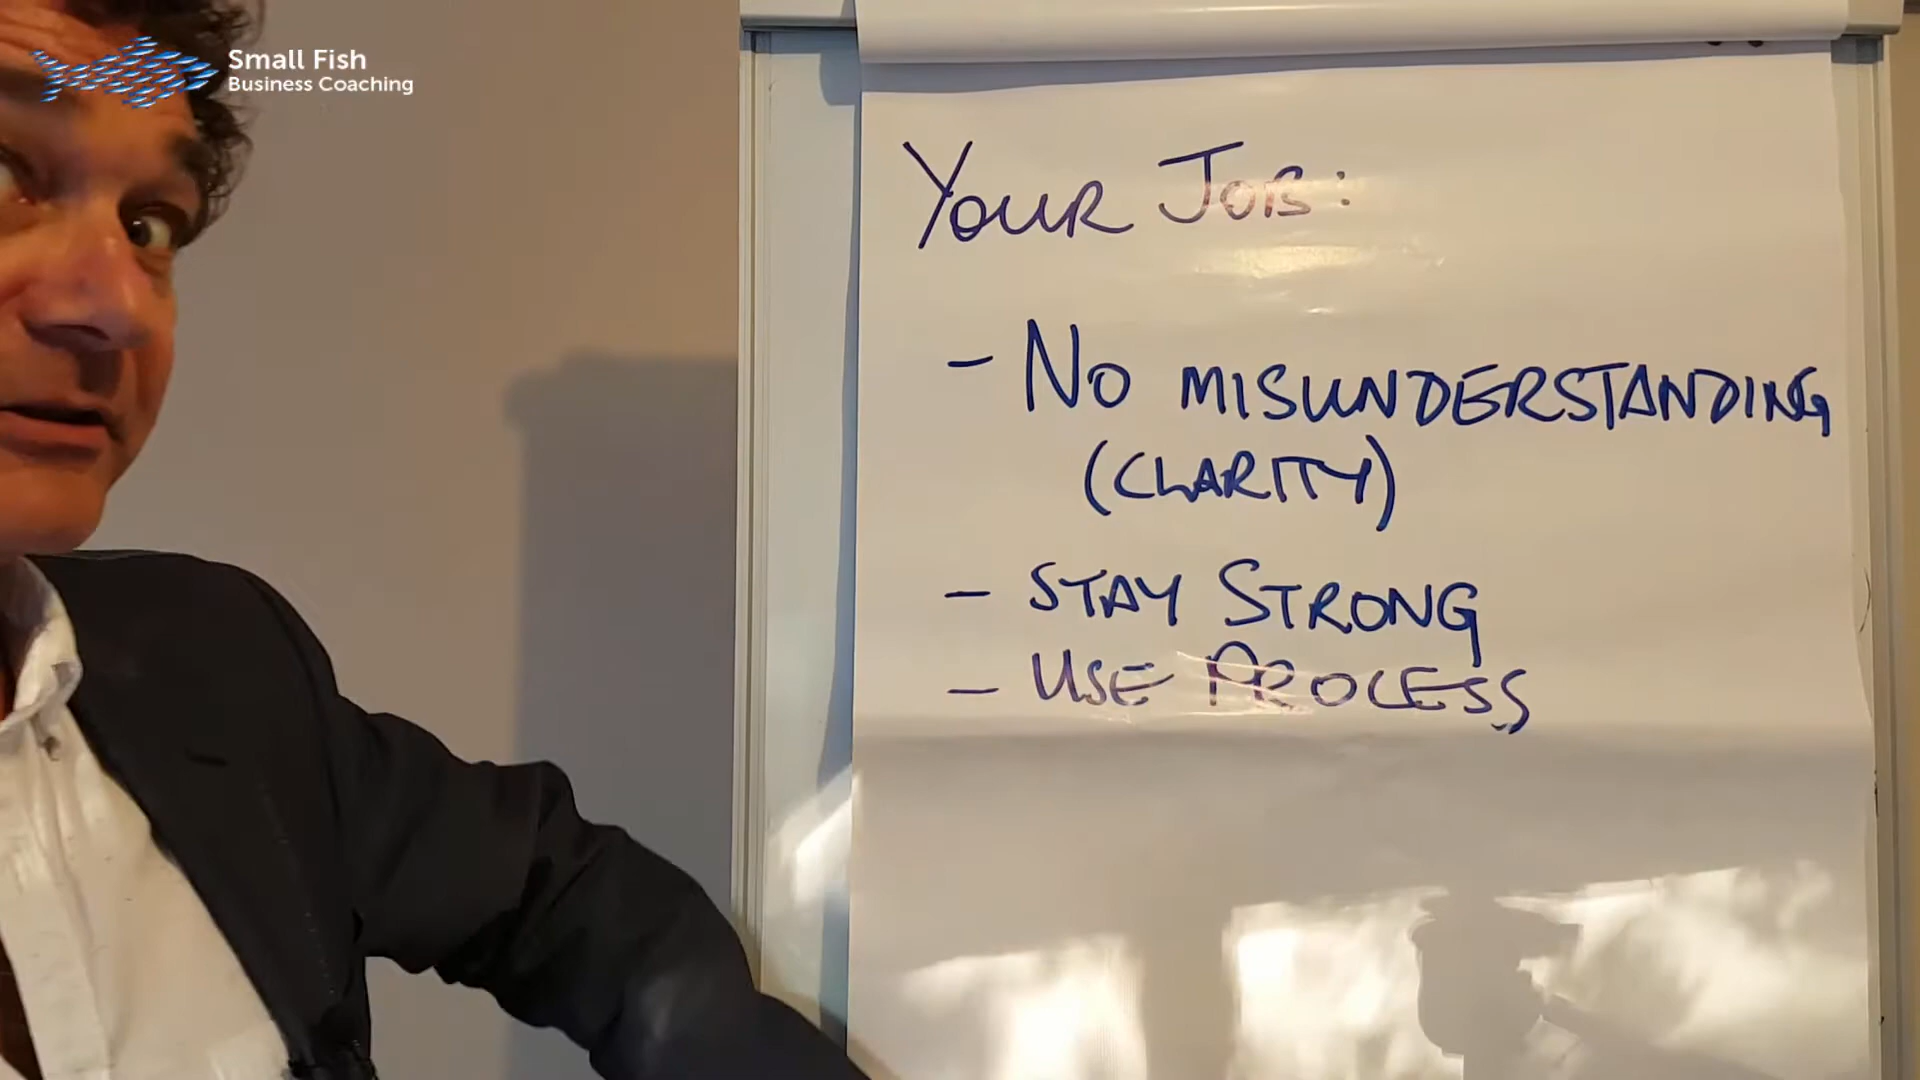 Small Fish
Business Coaching
YOUR JOB:
- NO MISUNDERSTANDING
(CLARITY)
- STAY STRONG
- USE PROCESS